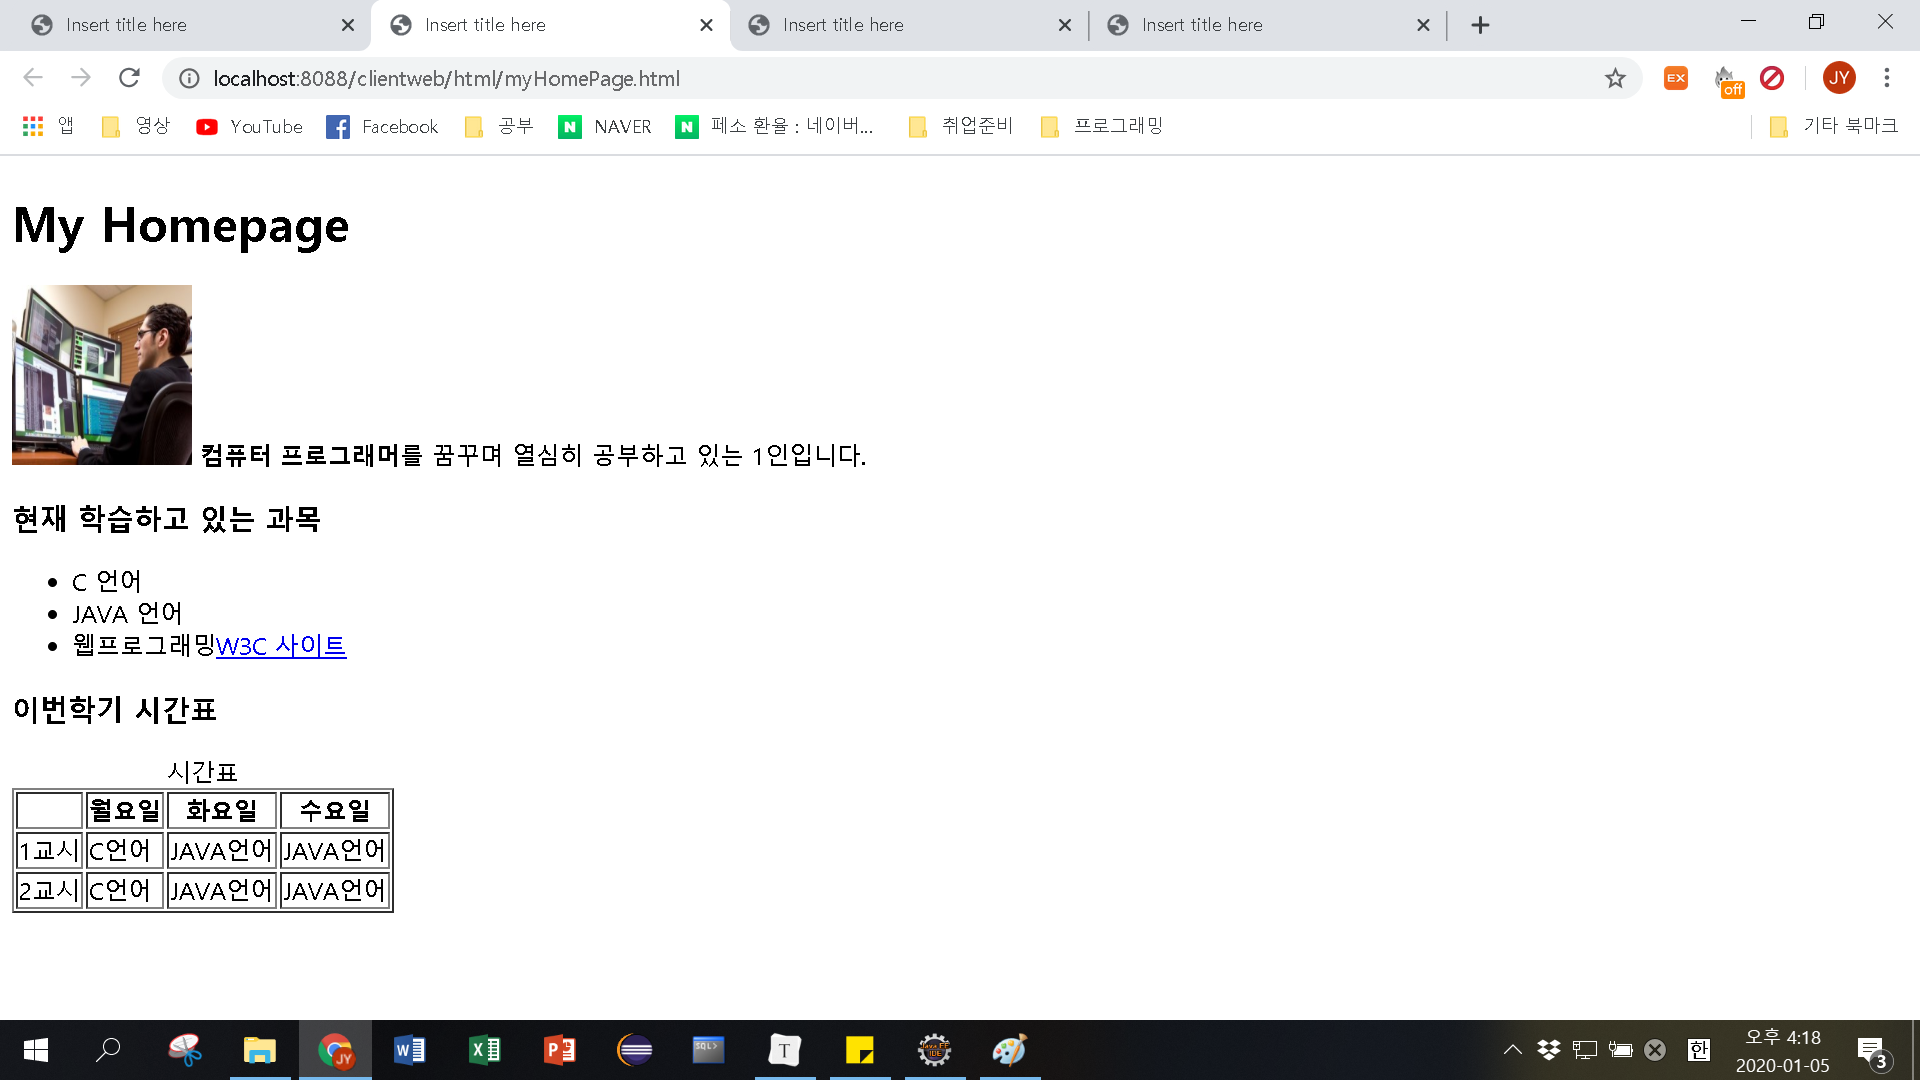 Insert title here
Insert title here
Insert title here
Insert title here
localhost:8088/clientweb/html/myHomePage.html
EX
off
JY
앱
영상
YouTube
Facebook
공부
N NAVER
N 페소 환율 : 네이버...
취업준비
프로그래밍
기타 북마크
My Homepage
컴퓨터 프로그래머를 꿈꾸며 열심히 공부하고 있는 1인입니다.
현재 학습하고 있는 과목
C 언어
JAVA 언어
웹프로그래밍W3C 사이트
이번학기 시간표
시간표
월요일 화요일 수요일
1교시 C언어 JAVA언어 JAVA언어
2교시 C언어 JAVA언어 JAVA언어
JY
SQL>
T
Java EE
IDE
한
오후 4:18
2020-01-05
3